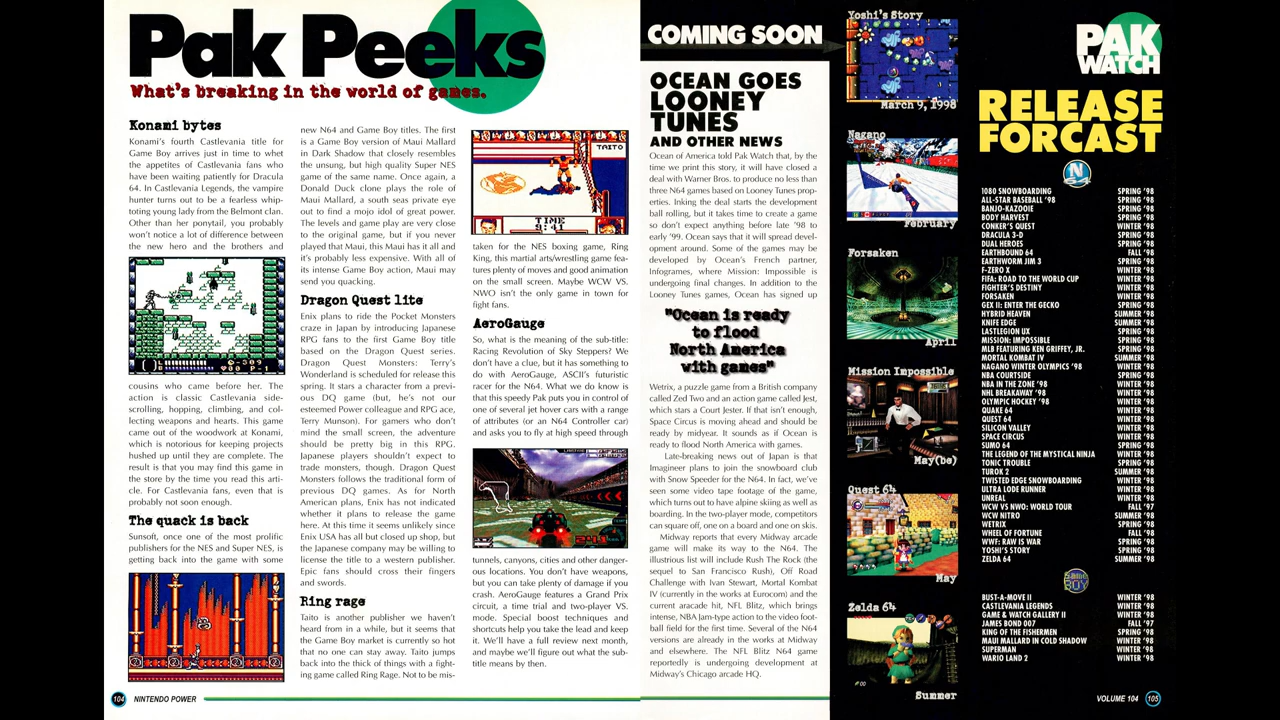 Pak Peeks
What's breaking in the world of games.
Konami bytes
Konami's fourth Castlevania title for
Game Boy arrives just in time to whet
the appetites of Castlevania fans who
have been waiting patiently for Dracula
64. In Castlevania Legends, the vampire
hunter turns out to be a fearless whip-
toting young lady from the Belmont clan.
Other than her ponytail, you probably
won't notice a lot of difference between
the new hero and the brothers and
cousins who came before her. The
action is classic Castlevania side-
scrolling, hopping, climbing, and col-
lecting weapons and hearts. This game
came out of the woodwork at Konami,
which is notorious for keeping projects
hushed up until they are complete. The
result is that you may find this game in
the store by the time you read this arti-
cle. For Castlevania fans, even that is
probably not soon enough.
The quack is back
Sunsoft, once one of the most prolific
publishers for the NES and Super NES, is
getting back into the game with some
new N64 and Game Boy titles. The first
is a Game Boy version of Maui Mallard
in Dark Shadow that closely resembles
the unsung, but high quality Super NES
game of the same name. Once again, a
Donald Duck clone plays the role of
Maui Mallard, a south seas private eye
out to find a mojo idol of great power.
The levels and game play are very close
to the original game, but if you never
played that Maui, this Maui has it all and
it's probably less expensive. With all of
its intense Game Boy action, Maui may
send you quacking.
Dragon Quest lite
Enix plans to ride the Pocket Monsters
craze in Japan by introducing Japanese
RPG fans to the first Game Boy title
based on the Dragon Quest series.
Dragon Quest Monsters: Terry's
Wonderland is scheduled for release this
spring. It stars a character from a previ-
ous DQ game (but, he's not our
esteemed Power colleague and RPG ace,
Terry Munson). For gamers who don't
mind the small screen, the adventure
should be pretty big in this RPG.
Japanese players shouldn't expect to
trade monsters, though. Dragon Quest
Monsters follows the traditional form of
previous DQ games. As for North
American plans, Enix has not indicated
whether it plans to release the game
here. At this time it seems unlikely since
Enix USA has all but closed up shop, but
the Japanese company may be willing to
license the title to a western publisher.
Epic fans should cross their fingers
and swords.
Ring rage
Taito is another publisher we haven't
heard from in a while, but it seems that
the Game Boy market is currently so hot
that no one can stay away. Taito jumps
back into the thick of things with a fight-
ing game called Ring Rage. Not to be mis-
TAITO
TIME
9:41
taken for the NES boxing game, Ring
King, this martial arts/wrestling game fea-
tures plenty of moves and good animation
on the small screen. Maybe WCW VS.
NWO isn't the only game in town for
fight fans.
AeroGauge
So, what is the meaning of the sub-title:
Racing Revolution of Sky Steppers? We
don't have a clue, but it has something to
do with AeroGauge, ASCII's futuristic
racer for the N64. What we do know is
that this speedy Pak puts you in control of
one of several jet hover cars with a range
of attributes (or an N64 Controller car)
and asks you to fly at high speed through
tunnels, canyons, cities and other danger-
ous locations. You don't have weapons,
but you can take plenty of damage if you
crash. AeroGauge features a Grand Prix
circuit, a time trial and two-player VS.
mode. Special boost techniques and
shortcuts help you take the lead and keep
it. We'll have a full review next month,
and maybe we'll figure out what the sub-
title means by then.
104 NINTENDO POWER
COMING SOON
OCEAN GOES
LOONEY
TUNES
AND OTHER NEWS
Ocean of America told Pak Watch that, by the
time we print this story, it will have closed a
deal with Warner Bros. to produce no less than
three N64 games based on Looney Tunes prop-
erties. Inking the deal starts the development
ball rolling, but it takes time to create a game
so don't expect anything before late '98 to
early '99. Ocean says that it will spread devel-
opment around. Some of the games may be
developed by Ocean's French partner,
Infogrames, where Mission: Impossible is
undergoing final changes. In addition to the
Looney Tunes games, Ocean has signed up
"Ocean is ready
to flood
North America
with games"
Wetrix, a puzzle game from a British company
called Zed Two and an action game called Jest,
which stars a Court Jester. If that isn't enough,
Space Circus is moving ahead and should be
ready by midyear. It sounds as if Ocean is
ready to flood North America with games.
Late-breaking news out of Japan is that
Imagineer plans to join the snowboard club
with Snow Speeder for the N64. In fact, we've
seen some video tape footage of the game,
which turns out to have alpine skiing as well as
boarding. In the two-player mode, competitors
can square off, one on a board and one on skis.
Midway reports that every Midway arcade
game will make its way to the N64. The
illustrious list will include Rush The Rock (the
sequel to San Francisco Rush), Off Road
Challenge with Ivan Stewart, Mortal Kombat
IV (currently in the works at Eurocom) and the
current aracade hit, NFL Blitz, which brings
intense, NBA Jam-type action to the video foot-
ball field for the first time. Several of the N64
versions are already in the works at Midway
and elsewhere. The NFL Blitz N64 game
reportedly is undergoing development at
Midway's Chicago arcade HQ.
Yoshi's Story
March 9, 1998
Nagano
February
Forsaken
April
Mission Impossible
May(be)
Quest 64
May
Zelda 64
Summer
PAK
WATCH
RELEASE
FORCAST
N
1080 SNOWBOARDING SPRING '98
ALL-STAR BASEBALL '98 SPRING '98
BANJO-KAZOOIE SPRING '98
BODY HARVEST SPRING '98
CONKER'S QUEST WINTER '98
DRACULA 3-D SPRING '98
DUAL HEROES SPRING '98
EARTHBOUND 64 FALL '98
EARTHWORM JIM 3 SPRING '98
F-ZERO X WINTER '98
FIFA: ROAD TO THE WORLD CUP WINTER '98
FIGHTER'S DESTINY WINTER '98
FORSAKEN WINTER '98
GEX II: ENTER THE GECKO SPRING '98
HYBRID HEAVEN SUMMER '98
KNIFE EDGE SUMMER '98
LASTLEGION UX SPRING '98
MISSION: IMPOSSIBLE SPRING '98
MLB FEATURING KEN GRIFFEY, JR. SPRING '98
MORTAL KOMBAT IV SUMMER '98
NAGANO WINTER OLYMPICS '98 WINTER '98
NBA COURTSIDE SPRING '98
NBA IN THE ZONE '98 WINTER '98
NHL BREAKAWAY '98 WINTER '98
OLYMPIC HOCKEY '98 WINTER '98
QUAKE 64 WINTER '98
QUEST 64 WINTER '98
SILICON VALLEY WINTER '98
SPACE CIRCUS WINTER '98
SUMO 64 SPRING '98
THE LEGEND OF THE MYSTICAL NINJA WINTER '98
TONIC TROUBLE SPRING '98
TUROK 2 SUMMER '98
TWISTED EDGE SNOWBOARDING WINTER '98
ULTRA LODE RUNNER WINTER '98
UNREAL WINTER '98
WCW VS NWO: WORLD TOUR FALL '97
WCW NITRO SUMMER '98
WETRIX SPRING '98
WHEEL OF FORTUNE FALL '98
WWF: RAW IS WAR SPRING '98
YOSHI'S STORY SPRING '98
ZELDA 64 SUMMER '98
GAME BOY
BUST-A-MOVE II WINTER '98
CASTLEVANIA LEGENDS WINTER '98
GAME & WATCH GALLERY II WINTER '98
JAMES BOND 007 FALL '97
KING OF THE FISHERMEN SPRING '98
MAUI MALLARD IN COLD SHADOW WINTER '98
SUPERMAN WINTER '98
WARIO LAND 2 WINTER '98
VOLUME 104 105